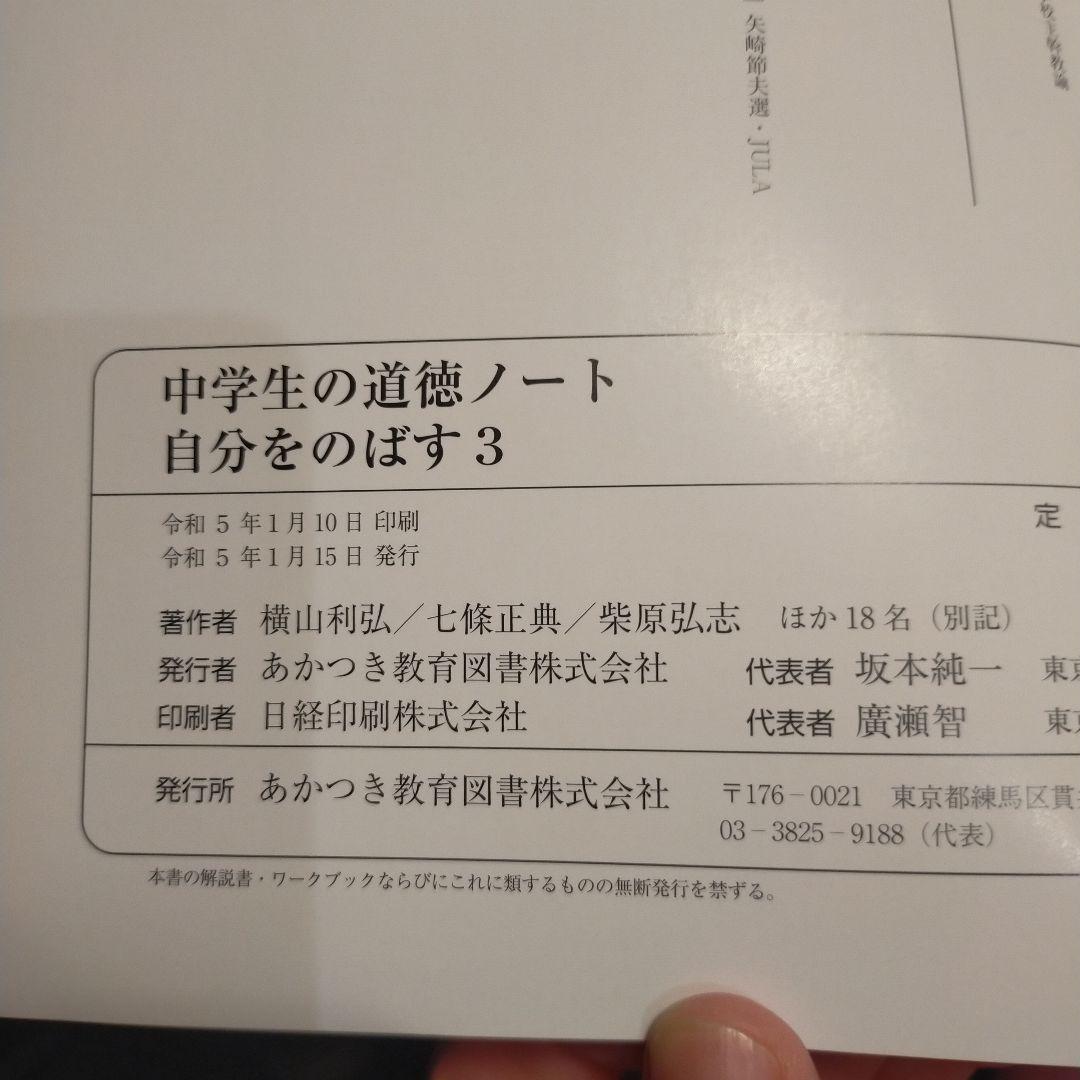 矢崎節夫選・JULA
中学生の道徳ノート
自分をのばす3
定
令和 5 年1月10日 印刷
令和 5 年1月15日 発行
著作者 横山利弘／七條正典／柴原弘志 ほか18名（別記）
発行者 あかつき教育図書株式会社 代表者 坂本純一 東京
印刷者 日経印刷株式会社 代表者 廣瀬智 東京
発行所 あかつき教育図書株式会社 〒176−0021 東京都練馬区貫
03−3825−9188（代表）
本書の解説書・ワークブックならびにこれに類するものの無断発行を禁ずる。